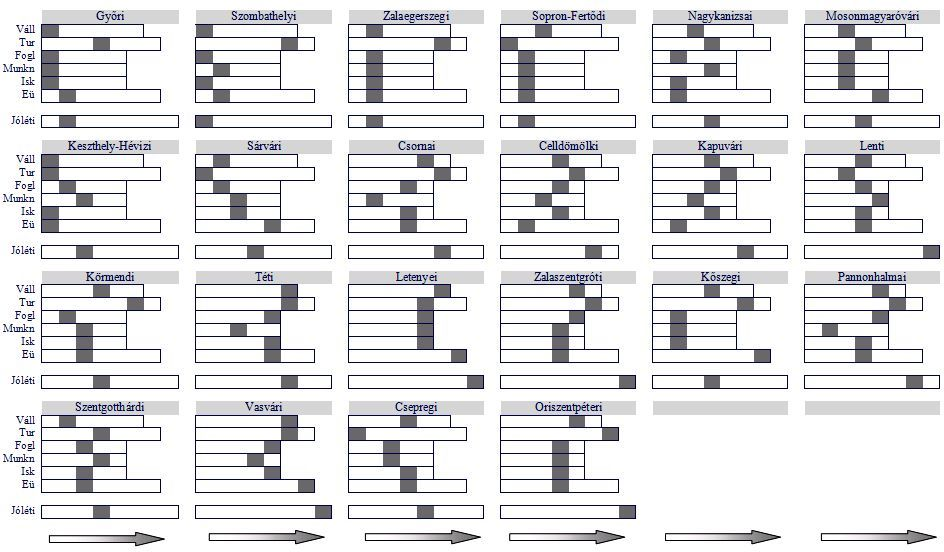 Győri Szombathelyi Zalaegerszegi Sopron-Fertődi Nagykanizsai Mosonmagyaróvári
Váll
Tur
Fogl
Munkn
Isk
Eü
Jóléti
Keszthely-Hévizi Sárvári Csornai Celldömölki Kapuvári Lenti
Váll
Tur
Fogl
Munkn
Isk
Eü
Jóléti
Körmendi Téti Letenyei Zalaszentgróti Kőszegi Pannonhalmai
Váll
Tur
Fogl
Munkn
Isk
Eü
Jóléti
Szentgotthárdi Vasvári Csepregi Őriszentpéteri
Váll
Tur
Fogl
Munkn
Isk
Eü
Jóléti